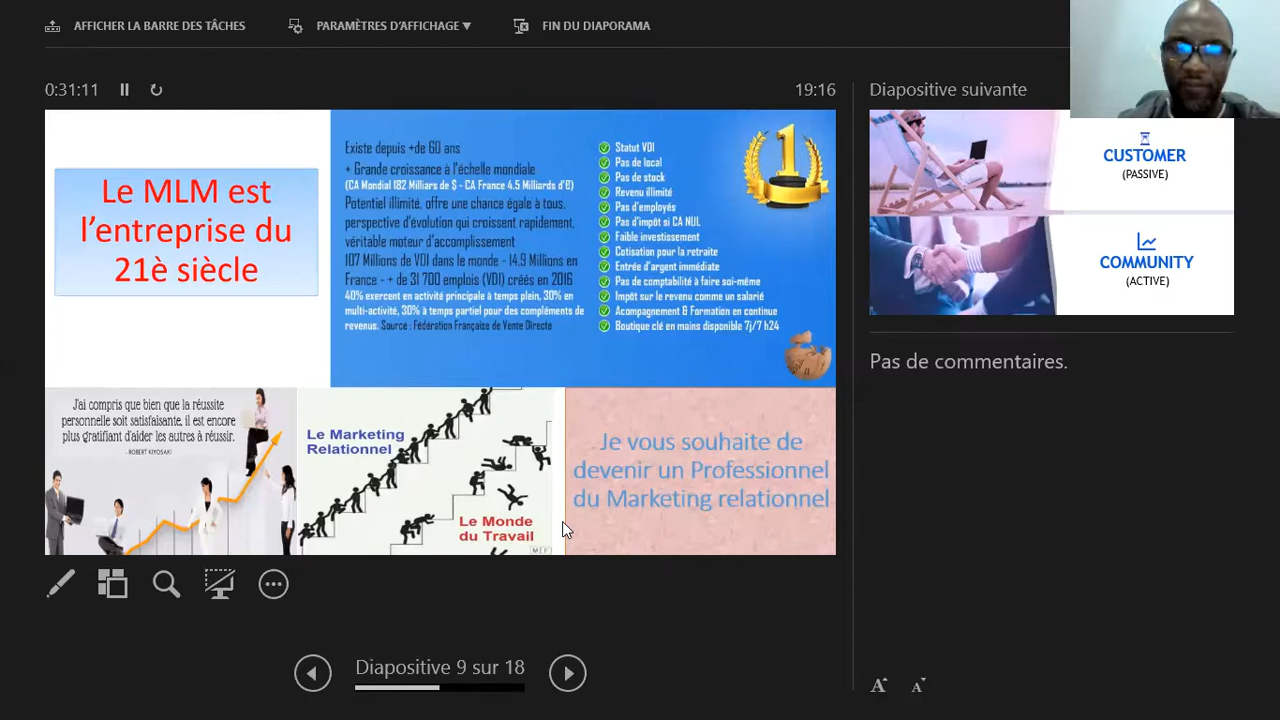 AFFICHER LA BARRE DES TÂCHES
PARAMÈTRES D'AFFICHAGE
FIN DU DIAPORAMA
0:31:11
19:16
Le MLM est
l'entreprise du
21è siècle
Existe depuis +de 60 ans
+ Grande croissance à l'échelle mondiale
(CA Mondial 182 Milliars de $ - CA France 4.5 Milliards d'€)
Potentiel illimité, offre une chance égale à tous,
perspective d'évolution qui croissent rapidement,
véritable moteur d'accomplissement
107 Millions de VDI dans le monde - 14.9 Millions en
France - + de 31 700 emplois (VDI) créés en 2016
40% exercent en activité principale à temps plein, 30% en
multi-activité, 30% à temps partiel pour des compléments de
revenus. Source : Fédération Française de Vente Directe
Statut VDI
Pas de local
Pas de stock
Revenu illimité
Pas d'employés
Pas d'impôt si CA NUL
Faible investissement
Cotisation pour la retraite
Entrée d'argent immédiate
Pas de comptabilité à faire soi-même
Impôt sur le revenu comme un salarié
Acompagnement & Formation en continue
Boutique clé en mains disponible 7j/7 h24
1
J'ai compris que bien que la réussite
personnelle soit satisfaisante, il est encore
plus gratifiant d'aider les autres à réussir.
- ROBERT KIYOSAKI
Le Marketing
Relationnel
Le Monde
du Travail
Je vous souhaite de
devenir un Professionnel
du Marketing relationnel
Diapositive 9 sur 18
Diapositive suivante
CUSTOMER
(PASSIVE)
COMMUNITY
(ACTIVE)
Pas de commentaires.
A A